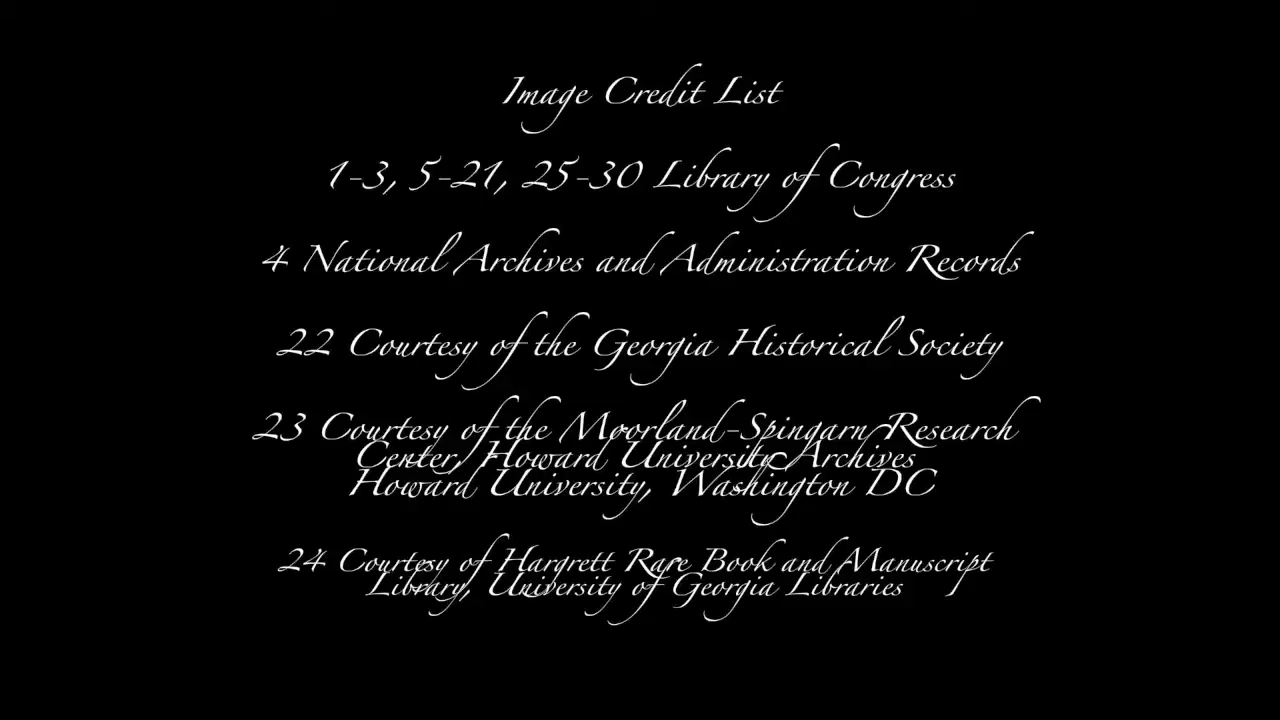 Image Credit List
1-3, 5-21, 25-30 Library of Congress
4 National Archives and Administration Records
22 Courtesy of the Georgia Historical Society
23 Courtesy of the Moorland-Spingarn Research
Center, Howard University Archives
Howard University, Washington DC
24 Courtesy of Hargrett Rare Book and Manuscript
Library, University of Georgia Libraries